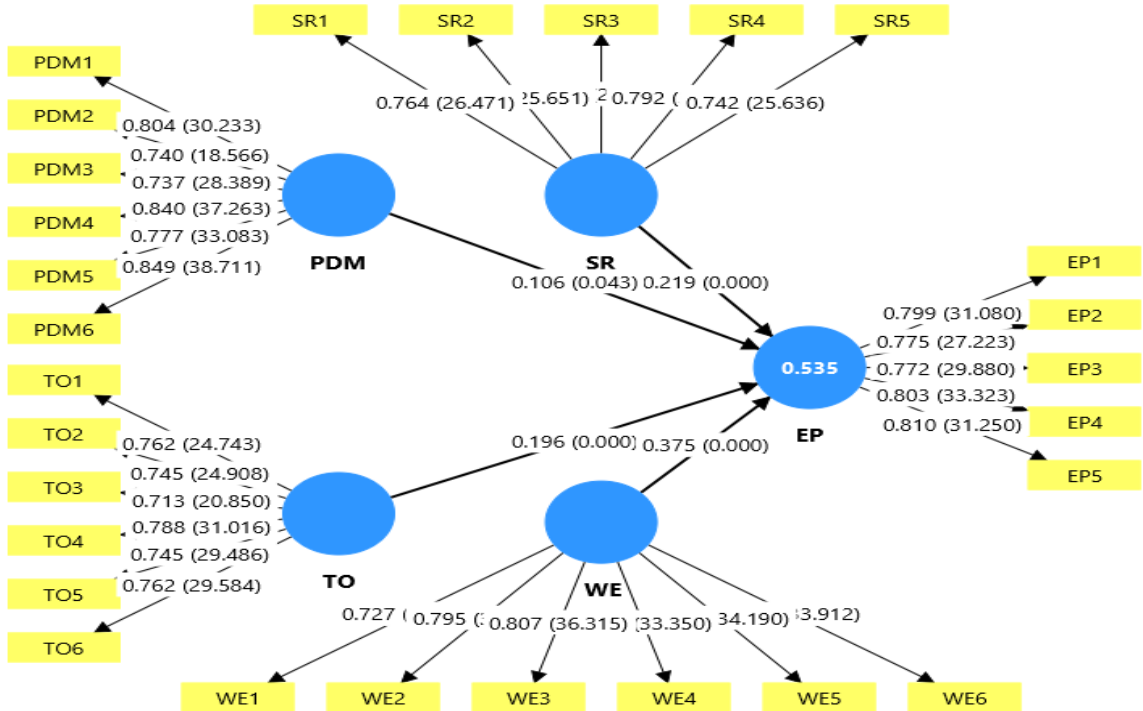 SR1 SR2 SR3 SR4 SR5
PDM1
PDM2
PDM3
PDM4
PDM5
PDM6
0.804 (30.233)
0.740 (18.566)
0.737 (28.389)
0.840 (37.263)
0.777 (33.083)
0.849 (38.711)
PDM
0.764 (26.471) 25.651) 0.792 ( 0.742 (25.636)
SR
0.106 (0.043) 0.219 (0.000)
TO1
TO2
TO3
TO4
TO5
TO6
0.762 (24.743)
0.745 (24.908)
0.713 (20.850)
0.788 (31.016)
0.745 (29.486)
0.762 (29.584)
TO
0.196 (0.000) 0.375 (0.000)
0.535
EP
0.799 (31.080)
0.775 (27.223)
0.772 (29.880)
0.803 (33.323)
0.810 (31.250)
EP1
EP2
EP3
EP4
EP5
WE
0.727 ( 0.795 ( 0.807 (36.315) (33.350) 34.190) 33.912)
WE1 WE2 WE3 WE4 WE5 WE6